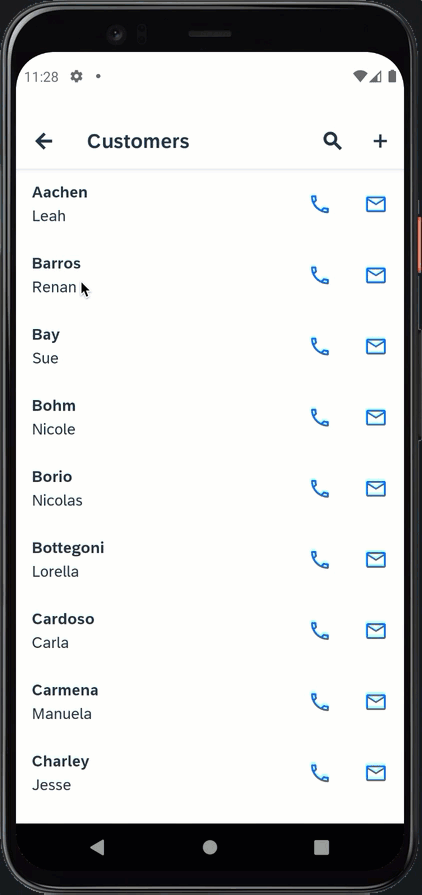 11:28
Customers
Aachen
Leah
Barros
Renan
Bay
Sue
Bohm
Nicole
Borio
Nicolas
Bottegoni
Lorella
Cardoso
Carla
Carmena
Manuela
Charley
Jesse